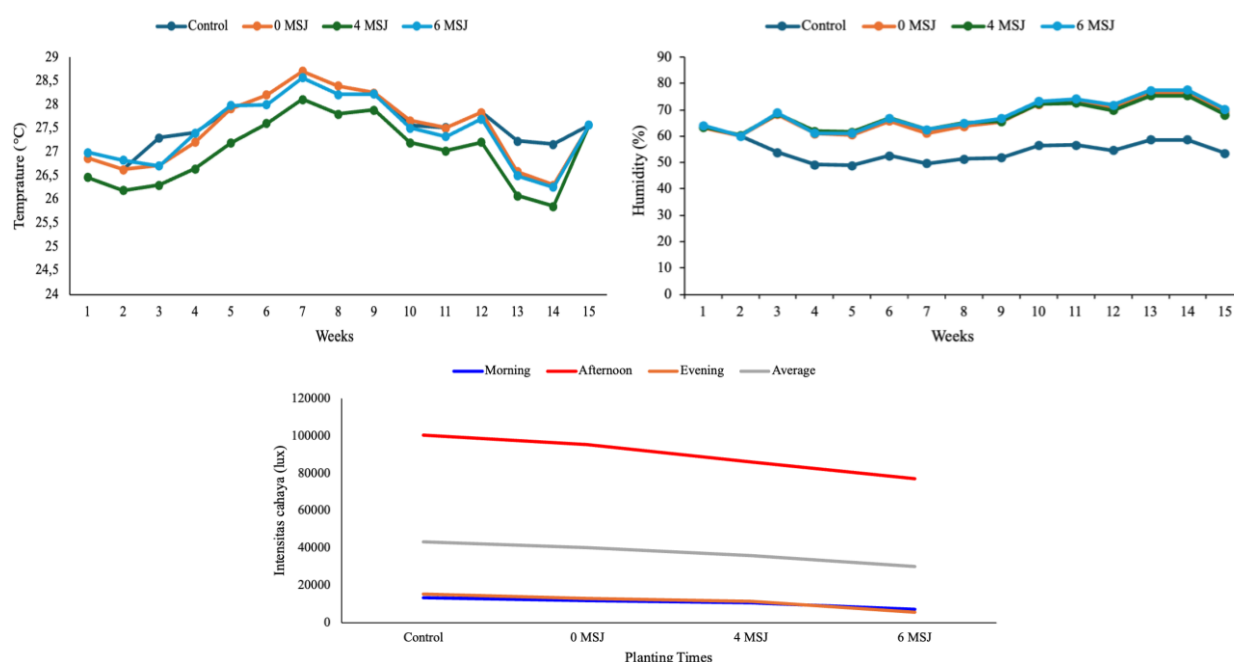 Control 0 MSJ 4 MSJ 6 MSJ
29
28,5
28
27,5
27
26,5
26
25,5
25
24,5
24
Temprature (°C)
1 2 3 4 5 6 7 8 9 10 11 12 13 14 15
Weeks
Control 0 MSJ 4 MSJ 6 MSJ
90
80
70
60
50
40
30
20
10
0
Humidity (%)
1 2 3 4 5 6 7 8 9 10 11 12 13 14 15
Weeks
Morning Afternoon Evening Average
120000
100000
80000
60000
40000
20000
0
Intensitas cahaya (lux)
Control 0 MSJ 4 MSJ 6 MSJ
Planting Times